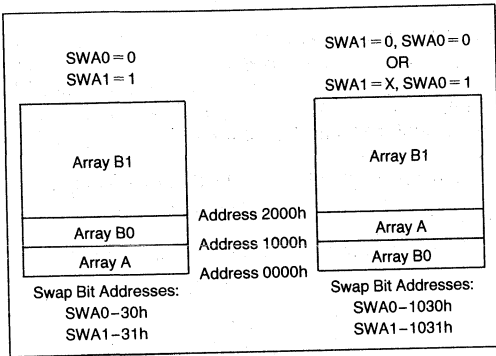 SWA0=0
SWA1=1
Array B1
Array B0
Array A
Swap Bit Addresses:
SWA0–30h
SWA1–31h
Address 2000h
Address 1000h
Address 0000h
SWA1=0, SWA0=0
OR
SWA1=X, SWA0=1
Array B1
Array A
Array B0
Swap Bit Addresses:
SWA0–1030h
SWA1–1031h